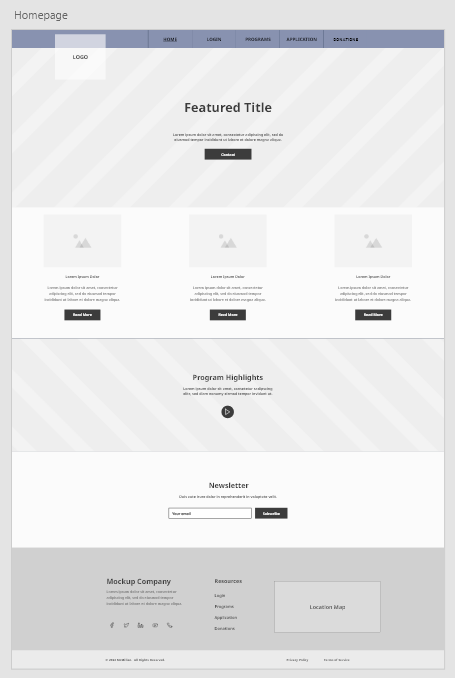 Homepage
HOME LOGIN PROGRAMS APPLICATION DONATIONS
LOGO
Featured Title
Lorem ipsum dolor sit amet, consectetur adipiscing elit, sed do
eiusmod tempor incididunt ut labore et dolore magna aliqua.
Contact
Lorem Ipsum Dolor
Lorem ipsum dolor sit amet, consectetur
adipiscing elit, sed do eiusmod tempor
incididunt ut labore et dolore magna aliqua.
Read More
Lorem Ipsum Dolor
Lorem ipsum dolor sit amet, consectetur
adipiscing elit, sed do eiusmod tempor
incididunt ut labore et dolore magna aliqua.
Read More
Lorem Ipsum Dolor
Lorem ipsum dolor sit amet, consectetur
adipiscing elit, sed do eiusmod tempor
incididunt ut labore et dolore magna aliqua.
Read More
Program Highlights
Lorem ipsum dolor sit amet, consectetur adipiscing
elit, sed do eiusmod tempor incididunt ut
Newsletter
Duis aute irure dolor in reprehenderit in voluptate velit.
Your email
Subscribe
Mockup Company
Lorem ipsum dolor sit amet, consectetur
adipiscing elit, sed do eiusmod tempor
incididunt ut labore et dolore magna aliqua.
Resources
Login
Programs
Application
Donations
Location Map
All Rights Reserved.
Privacy Policy Terms of Service